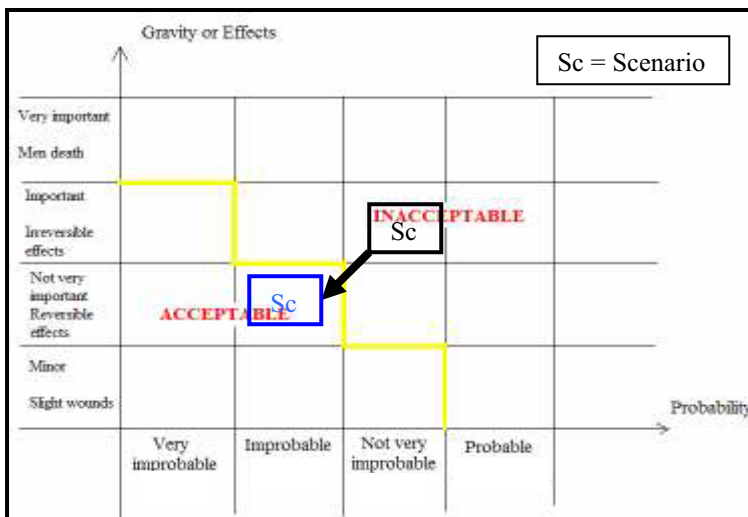 Gravity or Effects
Sc = Scenario
Very important
Men death
Important
Irreversible
effects
INACCEPTABLE
Sc
Not very
important
Reversible
effects
ACCEPTABLE
Sc
Minor
Slight wounds
Probability
Very
improbable
Improbable
Not very
improbable
Probable